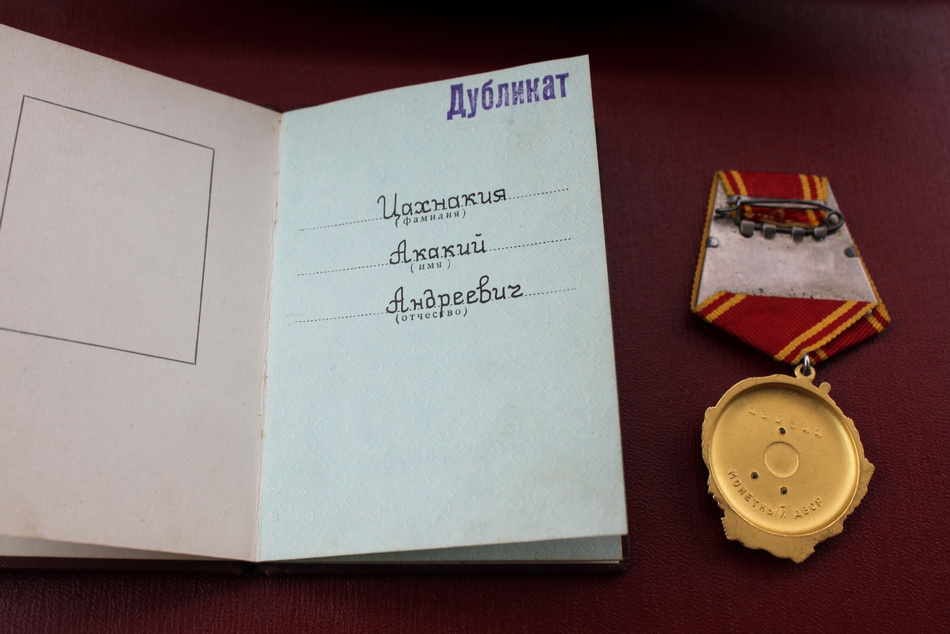 Дубликат
Цахнакия
(фамилия)
Акакий
(имя)
Андреевич
(отчество)
МОНЕТНЫЙ ДВОР